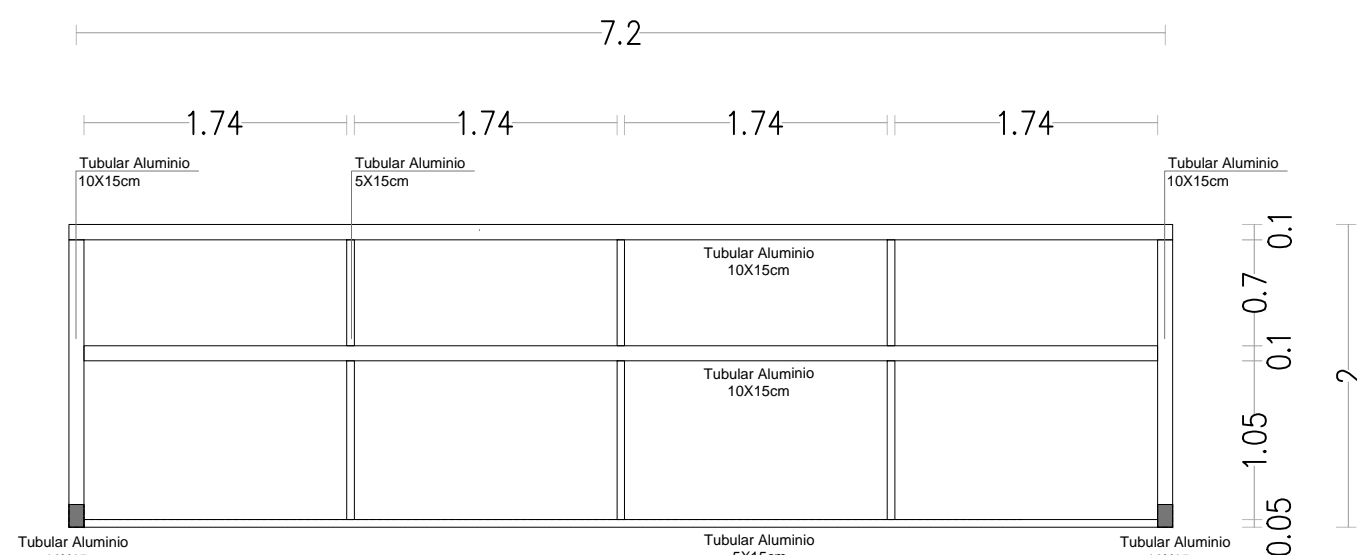 7.2
1.74
1.74
1.74
1.74
Tubular Aluminio
10X15cm
Tubular Aluminio
5X15cm
Tubular Aluminio
10X15cm
0.1
Tubular Aluminio
10X15cm
0.7
0.1
2
Tubular Aluminio
10X15cm
1.05
0.05
Tubular Aluminio
Tubular Aluminio
5X15cm
Tubular Aluminio